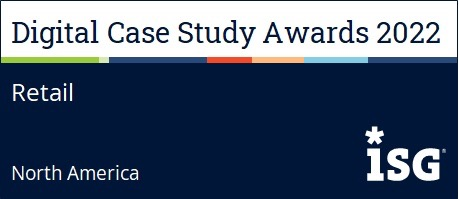 Digital Case Study Awards 2022
Retail
North America
ISG®